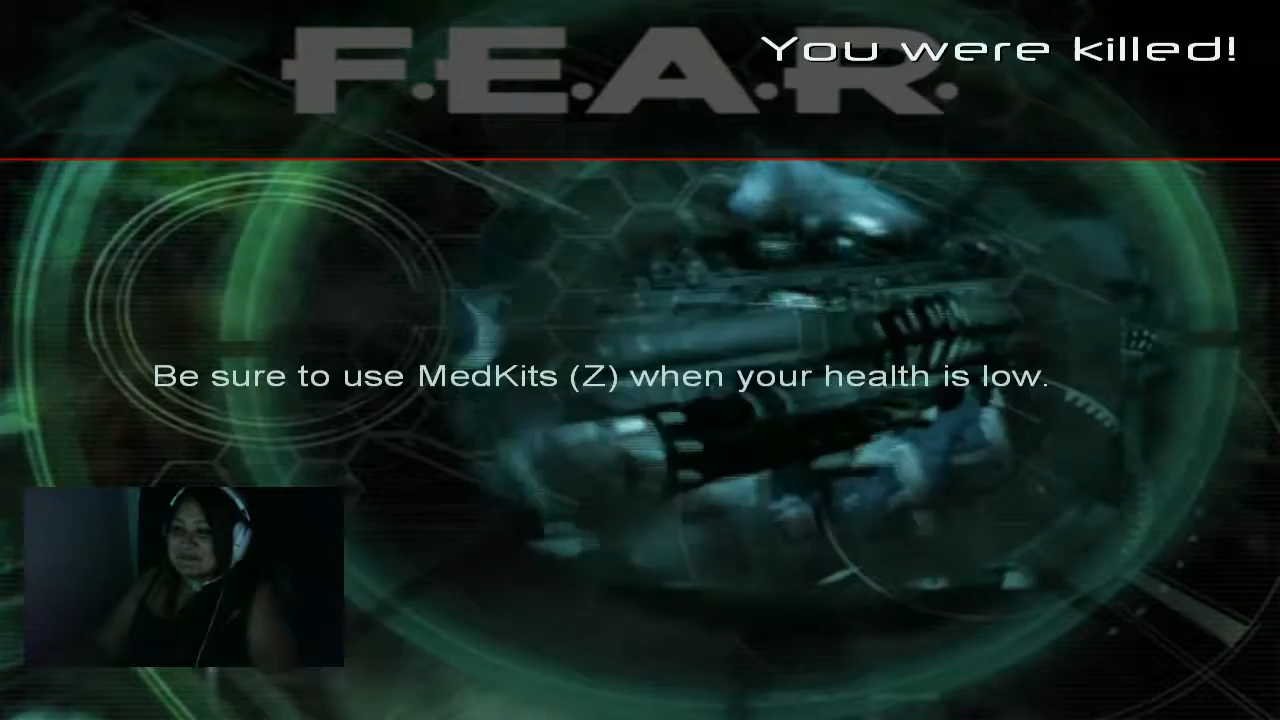 F.E.A.R.
You were killed!
Be sure to use MedKits (Z) when your health is low.